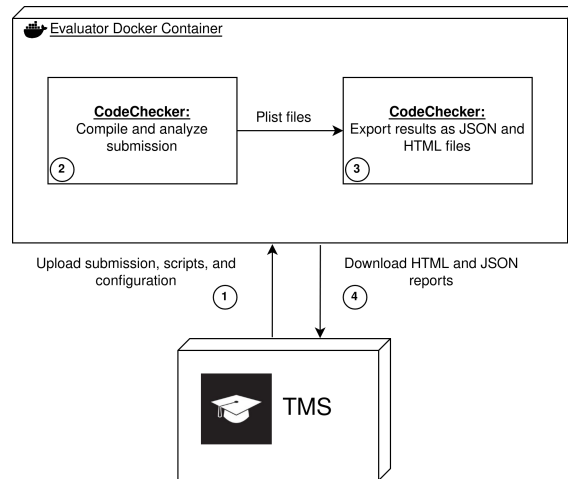 Evaluator Docker Container
CodeChecker:
Compile and analyze
submission
2
Plist files
CodeChecker:
Export results as JSON and
HTML files
3
Upload submission, scripts, and
configuration
1
Download HTML and JSON
reports
4
TMS